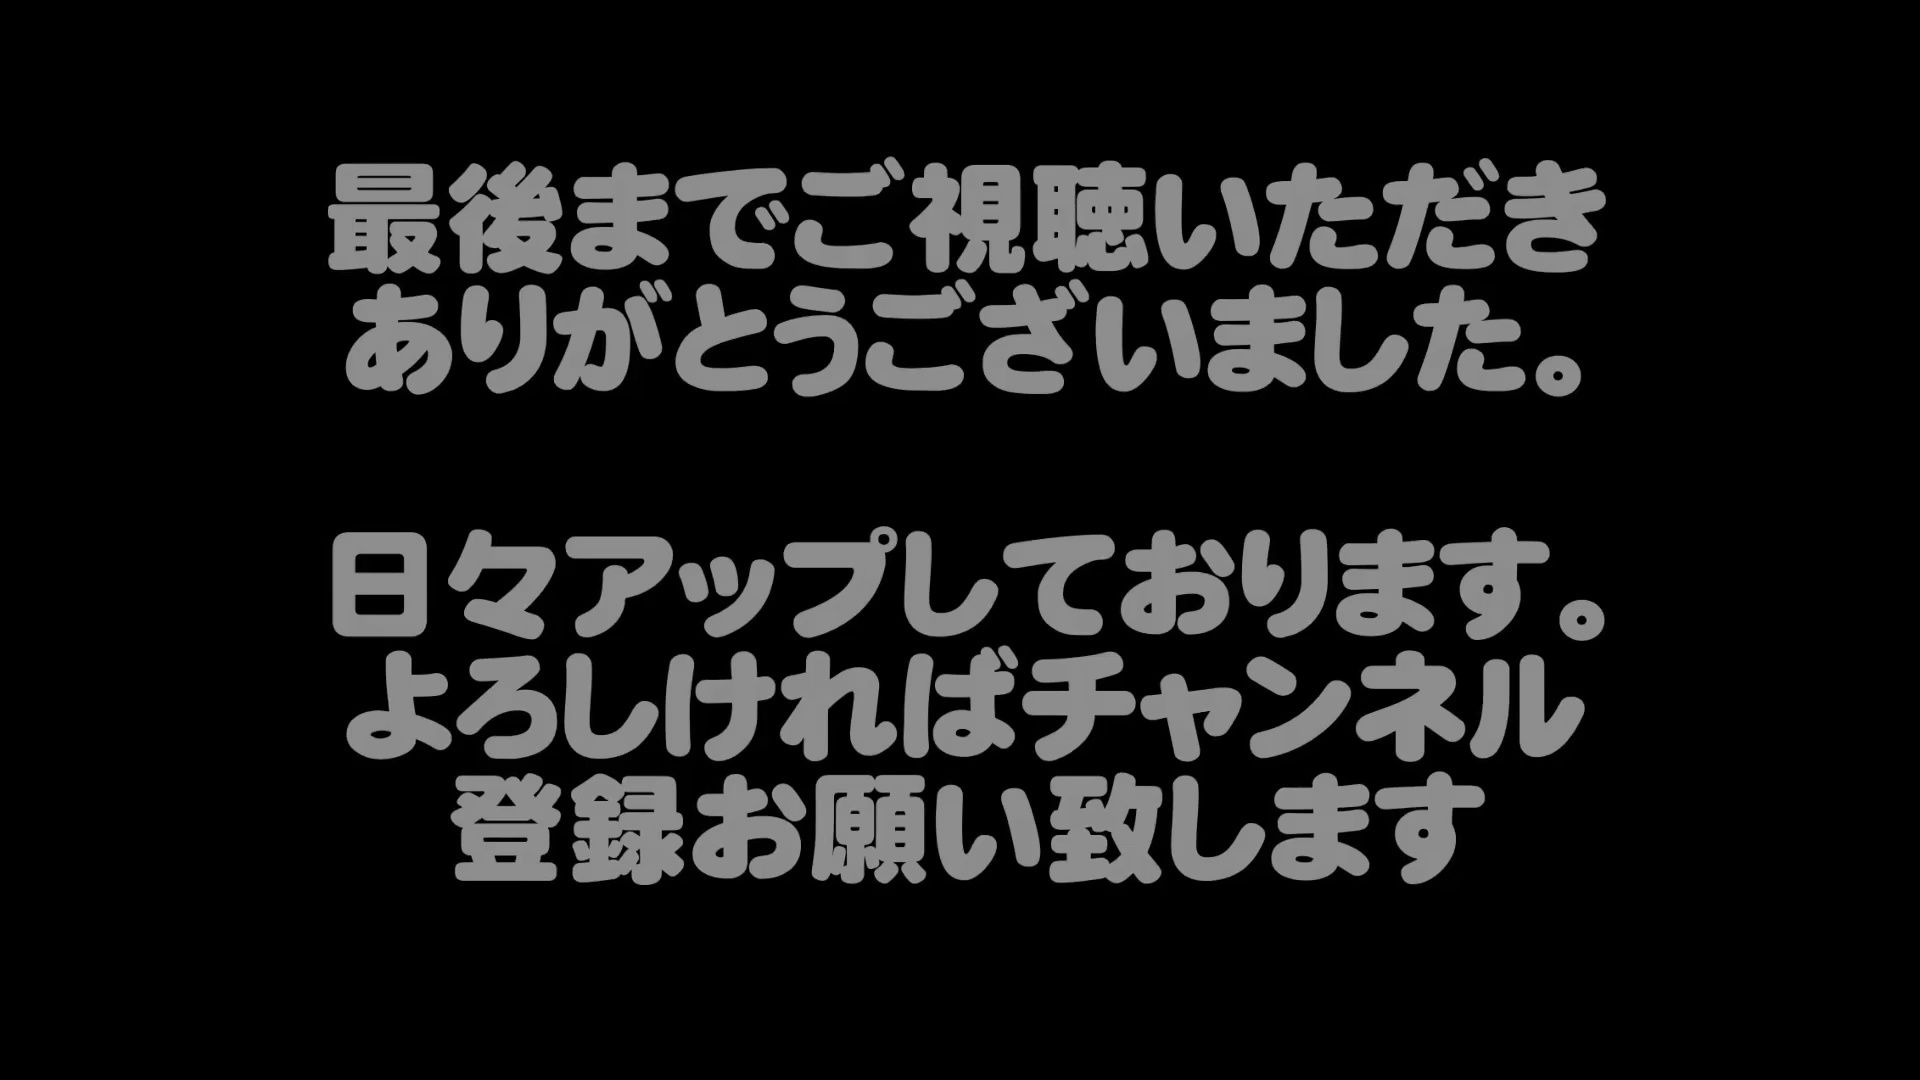 最後までご視聴いただき
ありがとうございました。
日々アップしております。
よろしければチャンネル
登録お願い致します